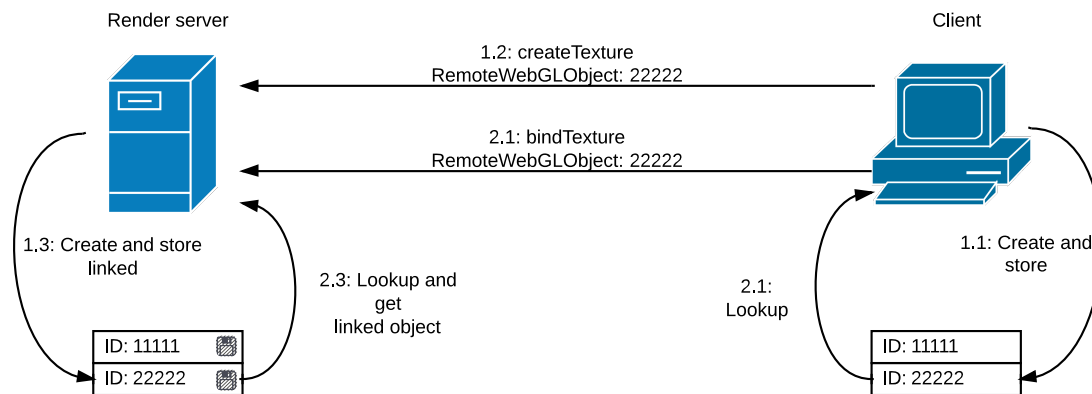 Render server
Client
1.2: createTexture
RemoteWebGLObject: 22222
2.1: bindTexture
RemoteWebGLObject: 22222
1.3: Create and store
linked
2.3: Lookup and
get
linked object
2.1:
Lookup
1.1: Create and
store
ID: 11111
ID: 22222
ID: 11111
ID: 22222